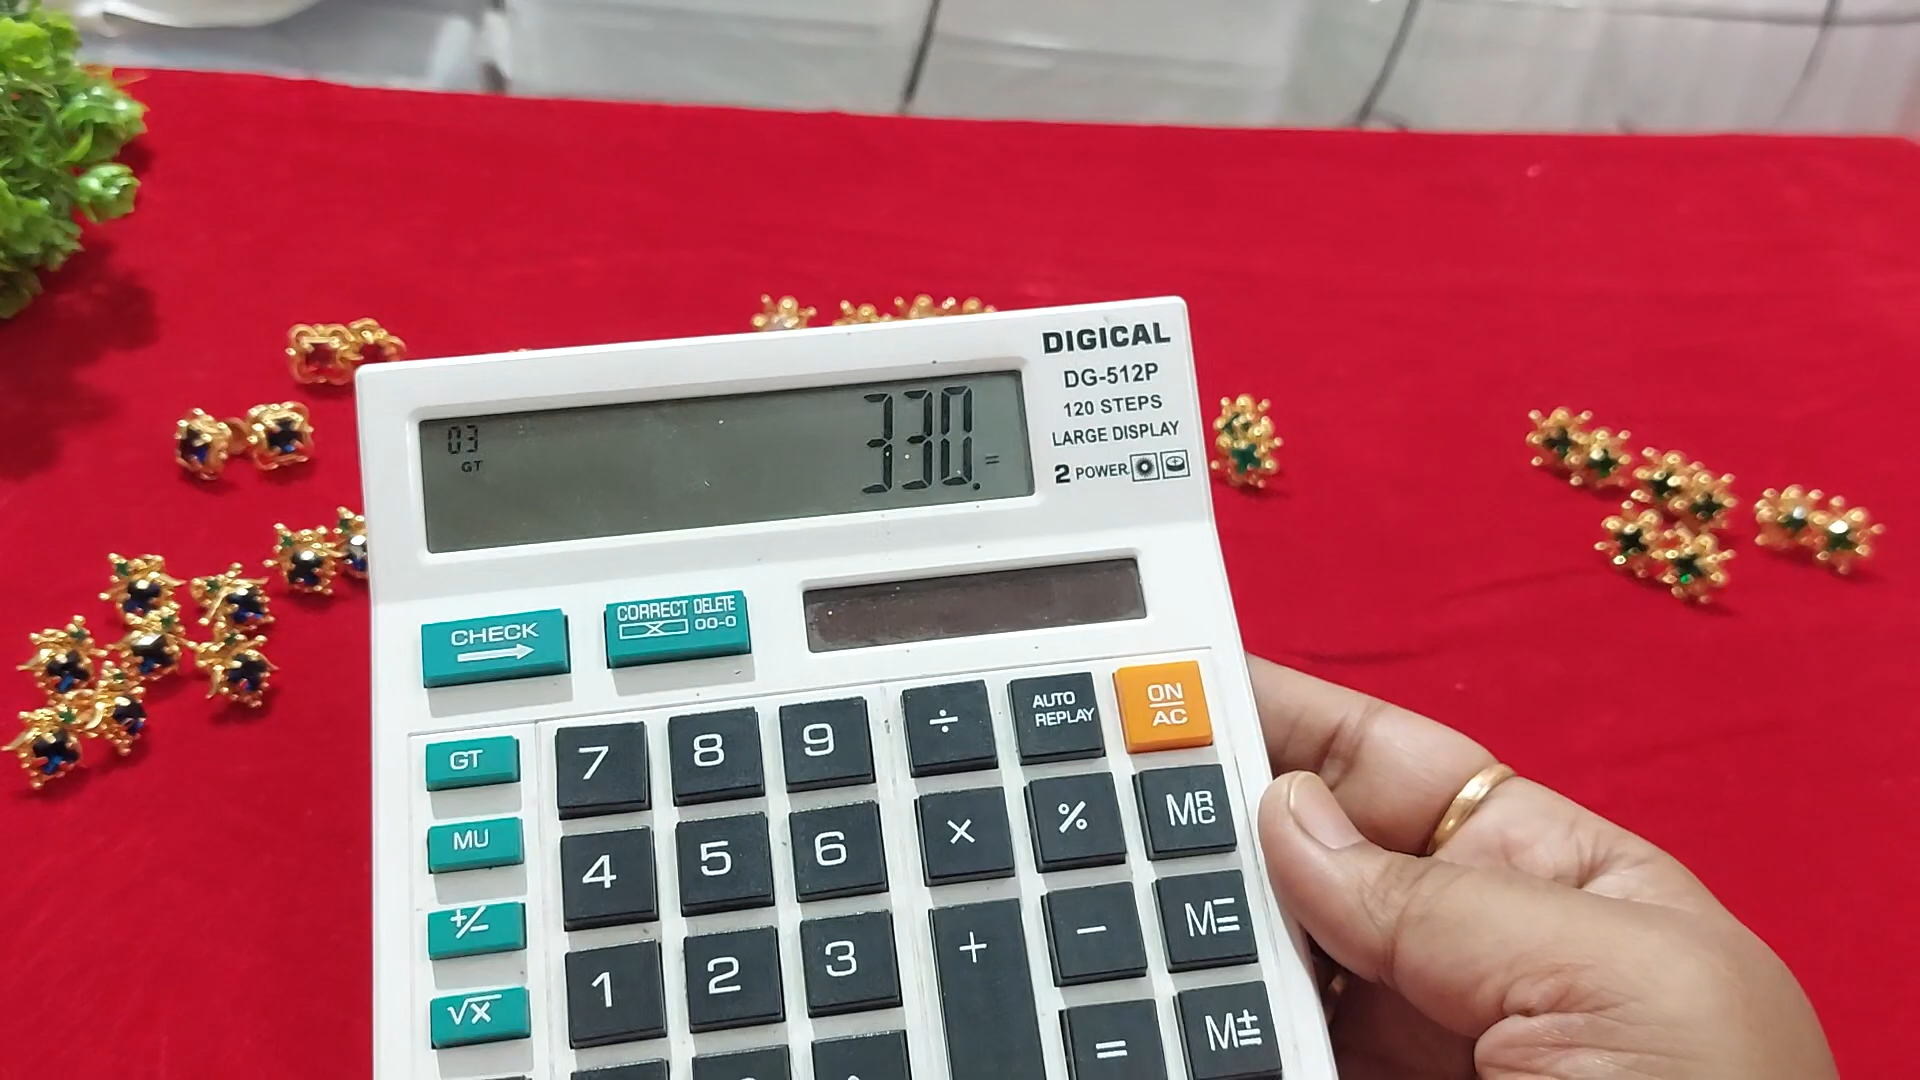 DIGICAL
DG-512P
120 STEPS
LARGE DISPLAY
2 POWER
03
GT
330. =
CHECK
CORRECT DELETE
00-0
GT
7
8
9
÷
AUTO REPLAY
ON
AC
MU
4
5
6
×
%
MRC
+/−
1
2
3
+
−
M=
√x
=
M±